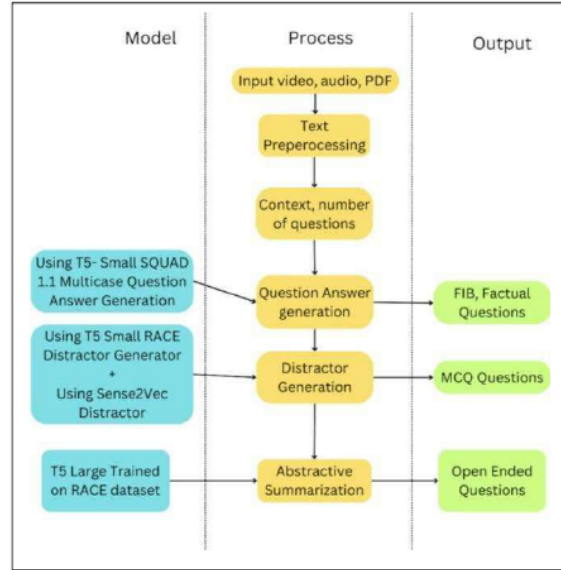 Model
Process
Output
Input video, audio, PDF
Text
Preperocessing
Context, number
of questions
Using T5- Small SQUAD
1.1 Multicase Question
Answer Generation
Question Answer
generation
FIB, Factual
Questions
Using T5 Small RACE
Distractor Generator
+
Using Sense2Vec
Distractor
Distractor
Generation
MCQ Questions
T5 Large Trained
on RACE dataset
Abstractive
Summarization
Open Ended
Questions